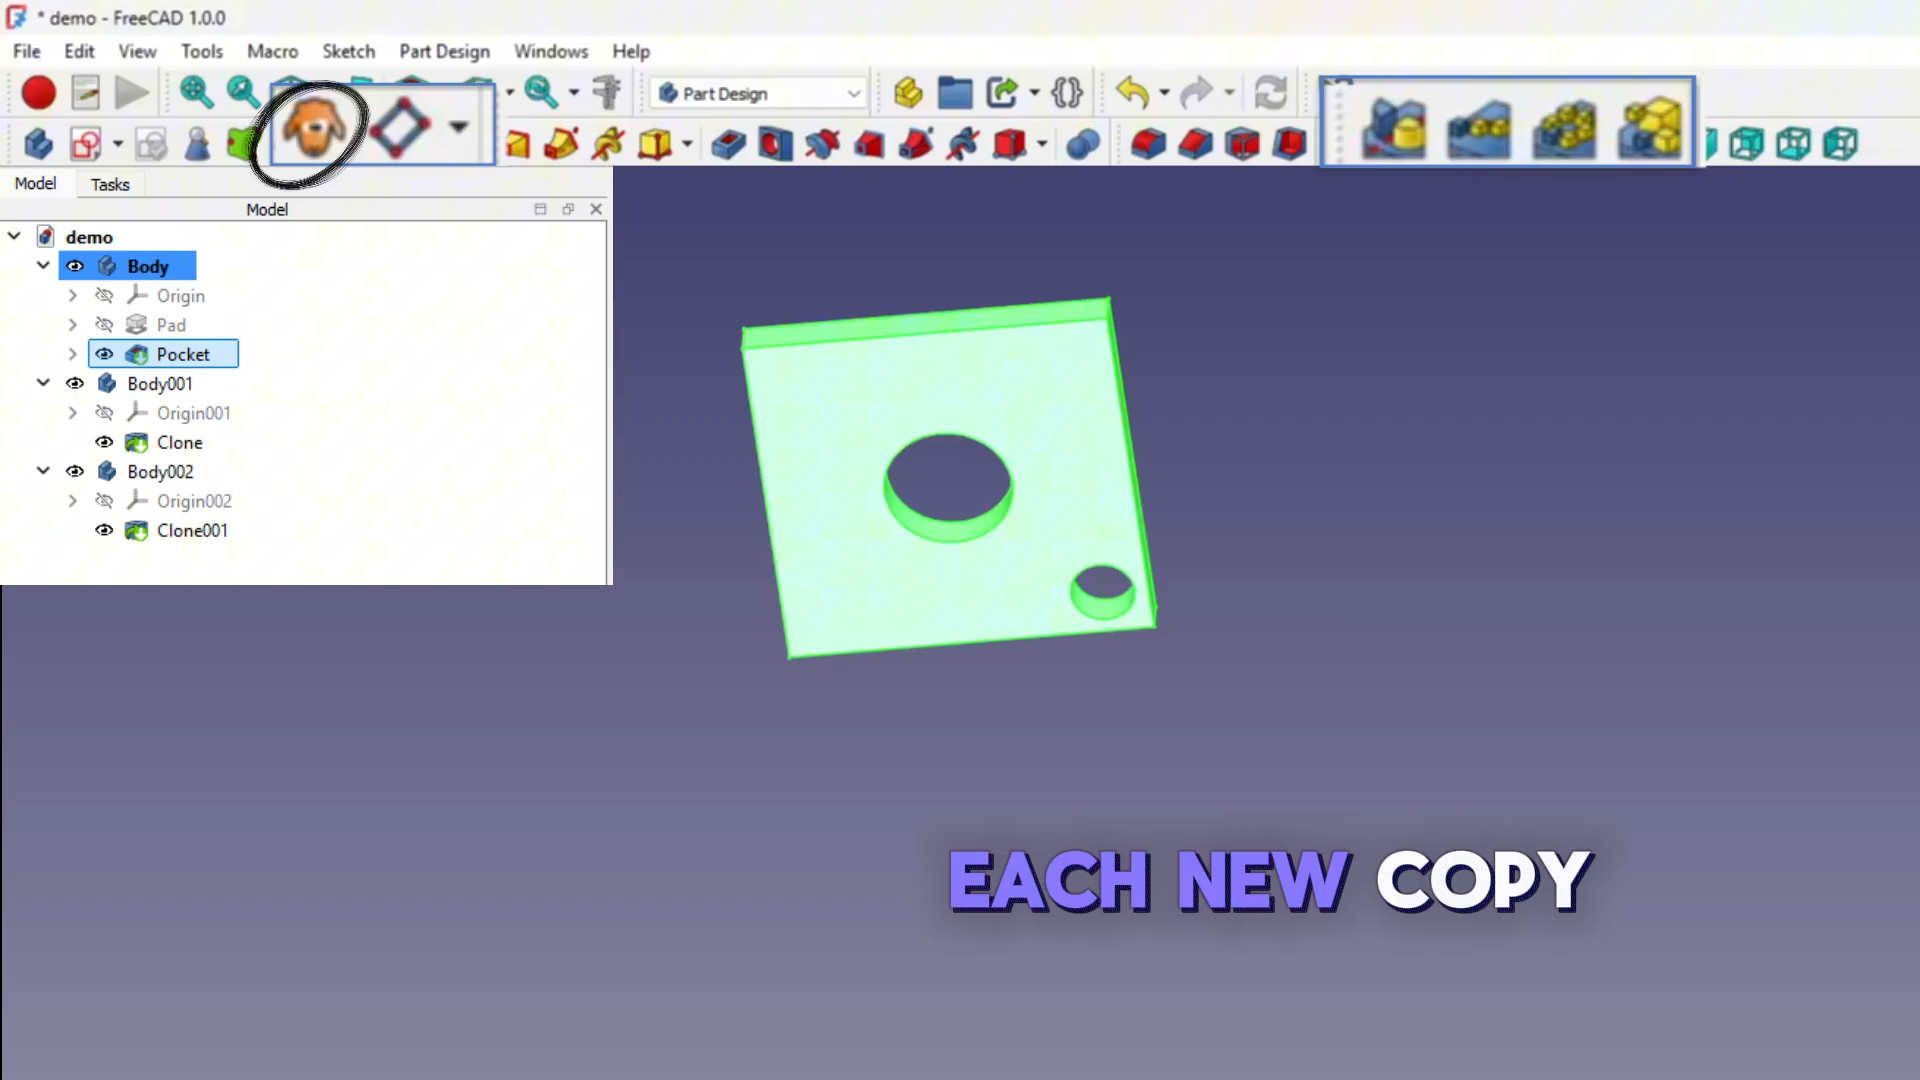 * demo - FreeCAD 1.0.0
File Edit View Tools Macro Sketch Part Design Windows Help
Part Design
Model Tasks
Model
demo
Body
Origin
Pad
Pocket
Body001
Origin001
Clone
Body002
Origin002
Clone001
EACH NEW COPY